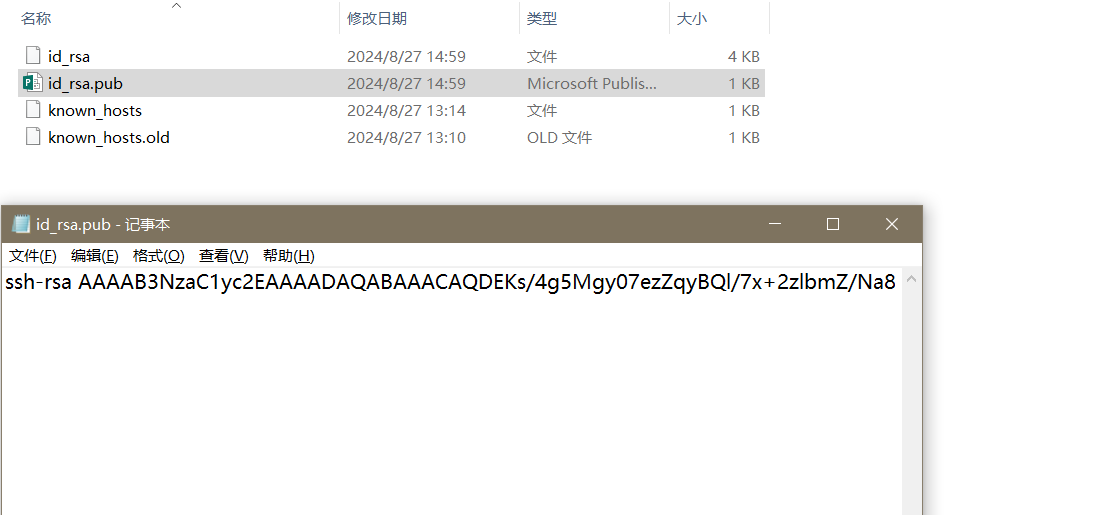 名称 修改日期 类型 大小
id_rsa 2024/8/27 14:59 文件 4 KB
id_rsa.pub 2024/8/27 14:59 Microsoft Publis... 1 KB
known_hosts 2024/8/27 13:14 文件 1 KB
known_hosts.old 2024/8/27 13:10 OLD 文件 1 KB
id_rsa.pub - 记事本
文件(F) 编辑(E) 格式(O) 查看(V) 帮助(H)
ssh-rsa AAAAB3NzaC1yc2EAAAADAQABAAACAQDEKs/4g5Mgy07ezZqyBQl/7x+2zlbmZ/Na8